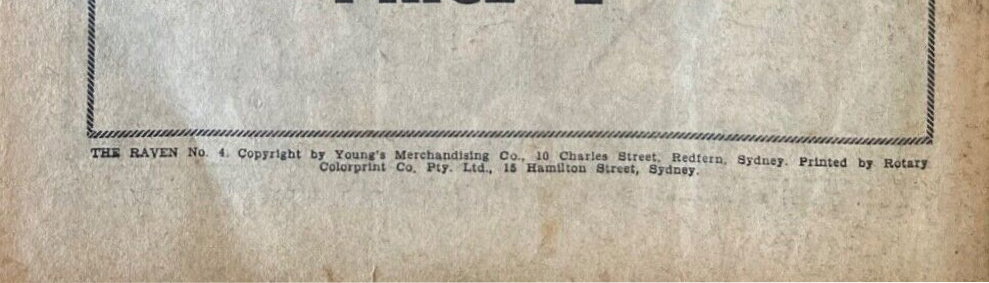 THE RAVEN No. 4. Copyright by Young's Merchandising Co., 10 Charles Street, Redfern, Sydney. Printed by Rotary
Colorprint Co. Pty. Ltd., 15 Hamilton Street, Sydney.